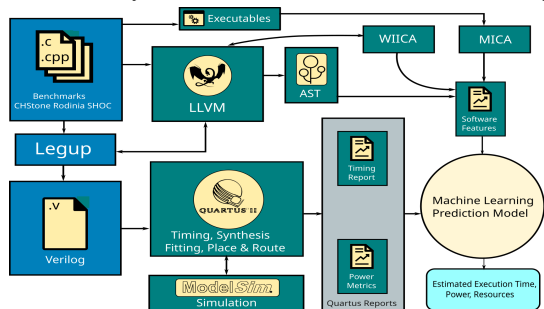 Executables
.c
.cpp
WIICA
MICA
Benchmarks
CHStone Rodinia SHOC
LLVM
AST
Software
Features
Legup
Timing
Report
QUARTUS II
Timing, Synthesis
Fitting, Place & Route
Machine Learning
Prediction Model
.v
Verilog
Power
Metrics
ModelSim
Simulation
Quartus Reports
Estimated Execution Time,
Power, Resources